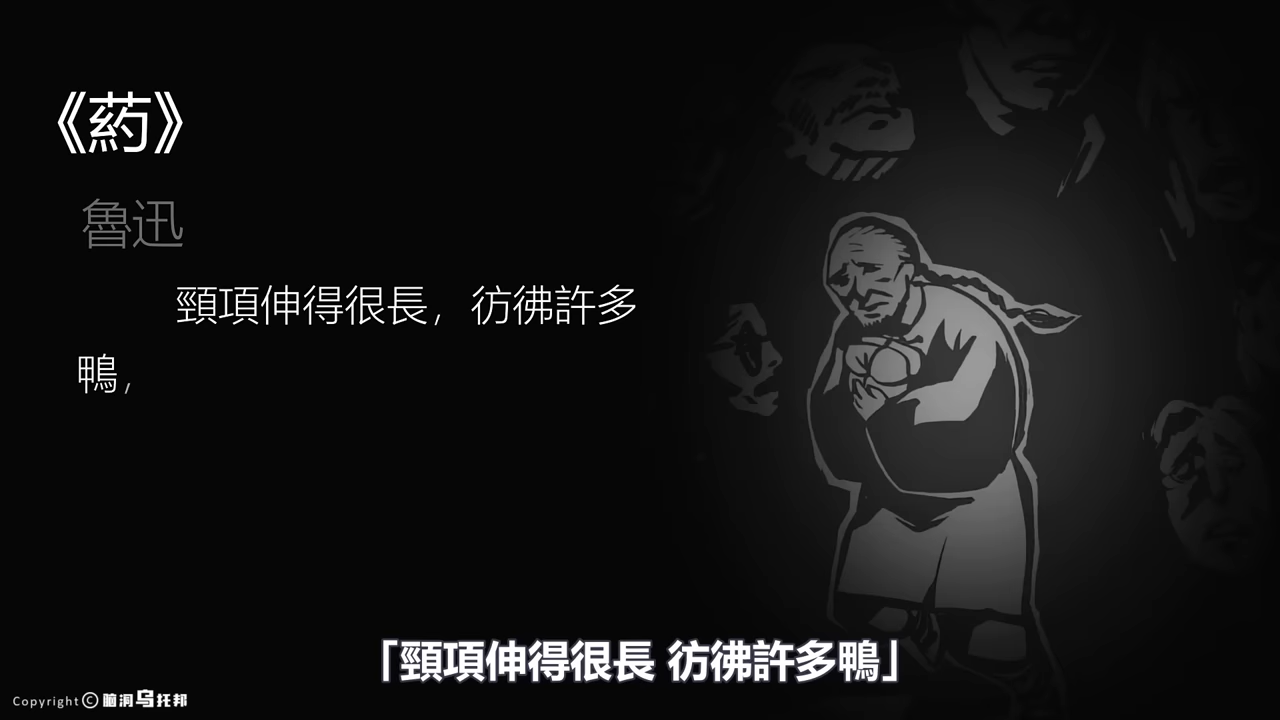 《葯》
魯迅
頸項伸得很長，彷彿許多
鴨，
「頸項伸得很長 彷彿許多鴨」
Copyright © 脑洞乌托邦